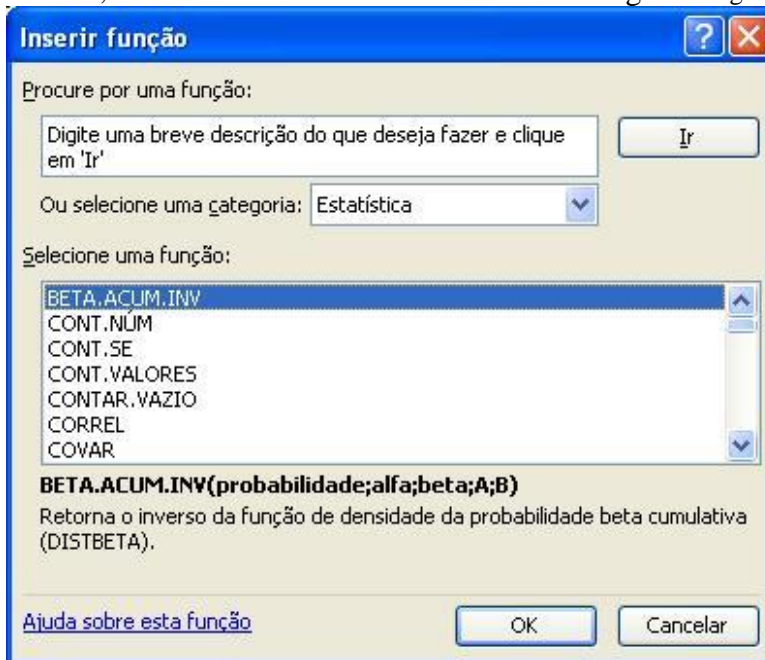 Inserir função
Procure por uma função:
Digite uma breve descrição do que deseja fazer e clique
em 'Ir'
Ir
Ou selecione uma categoria: Estatística
Selecione uma função:
BETA.ACUM.INV
CONT.NÚM
CONT.SE
CONT.VALORES
CONTAR.VAZIO
CORREL
COVAR
BETA.ACUM.INV(probabilidade;alfa;beta;A;B)
Retorna o inverso da função de densidade da probabilidade beta cumulativa
(DISTBETA).
Ajuda sobre esta função
OK
Cancelar